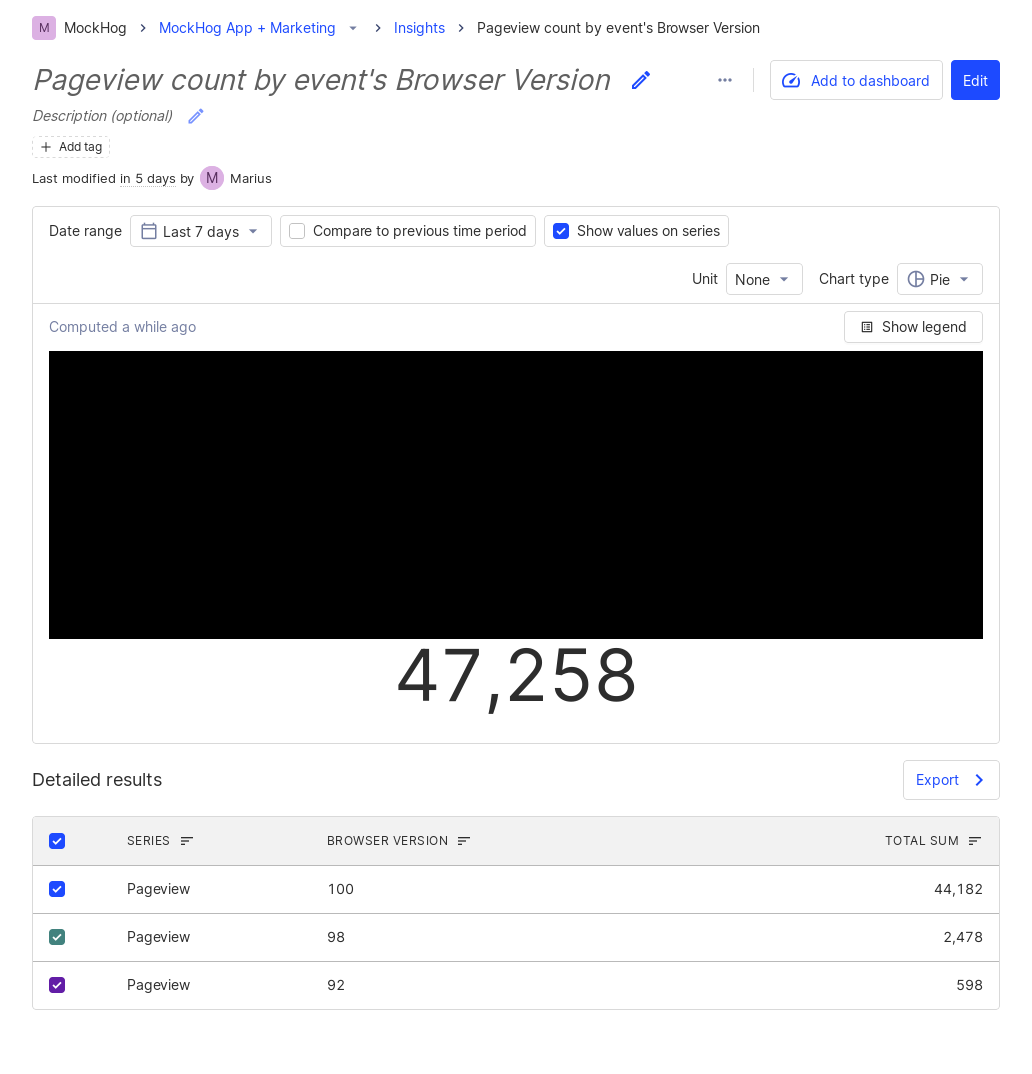 M MockHog MockHog App + Marketing Insights Pageview count by event's Browser Version
Pageview count by event's Browser Version
Add to dashboard Edit
Description (optional)
Add tag
Last modified in 5 days by M Marius
Date range Last 7 days Compare to previous time period Show values on series
Unit None Chart type Pie
Computed a while ago Show legend
47,258
Detailed results Export
SERIES BROWSER VERSION TOTAL SUM
Pageview 100 44,182
Pageview 98 2,478
Pageview 92 598